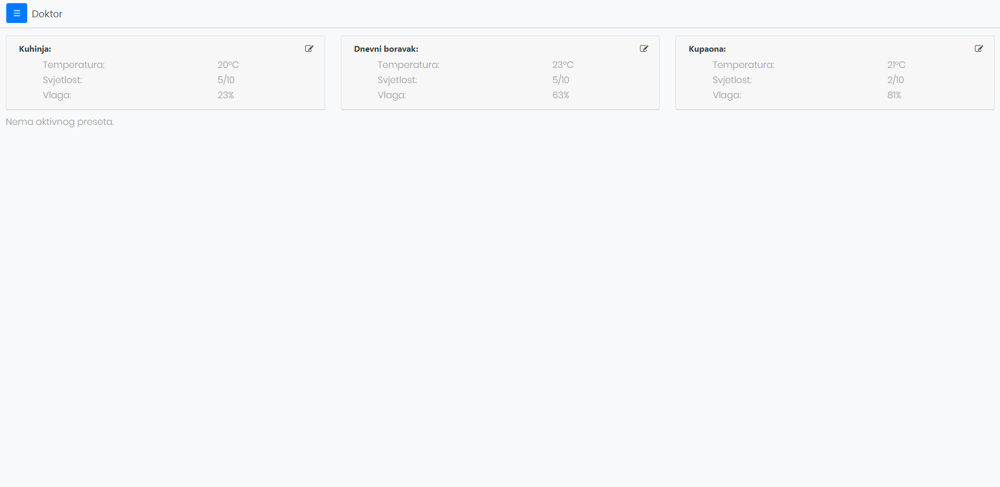 Doktor
Kuhinja:
Temperatura: 20°C
Svjetlost: 5/10
Vlaga: 23%
Dnevni boravak:
Temperatura: 23°C
Svjetlost: 5/10
Vlaga: 63%
Kupaona:
Temperatura: 21°C
Svjetlost: 2/10
Vlaga: 81%
Nema aktivnog preseta.